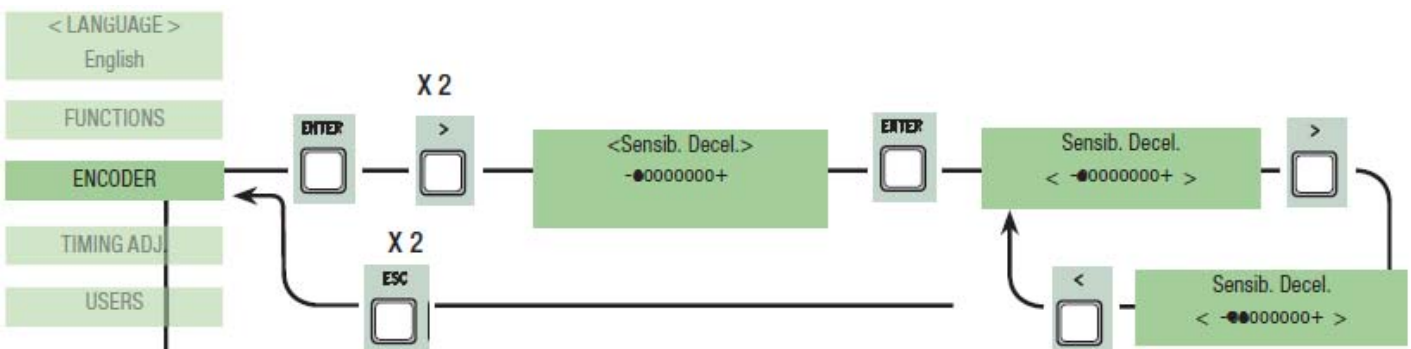 < LANGUAGE >
English
FUNCTIONS
ENCODER
TIMING ADJ.
USERS
ENTER
X 2
>
<Sensib. Decel.>
-●0000000+
ENTER
Sensib. Decel.
< -●0000000+ >
>
X 2
ESC
<
Sensib. Decel.
< -●●000000+ >